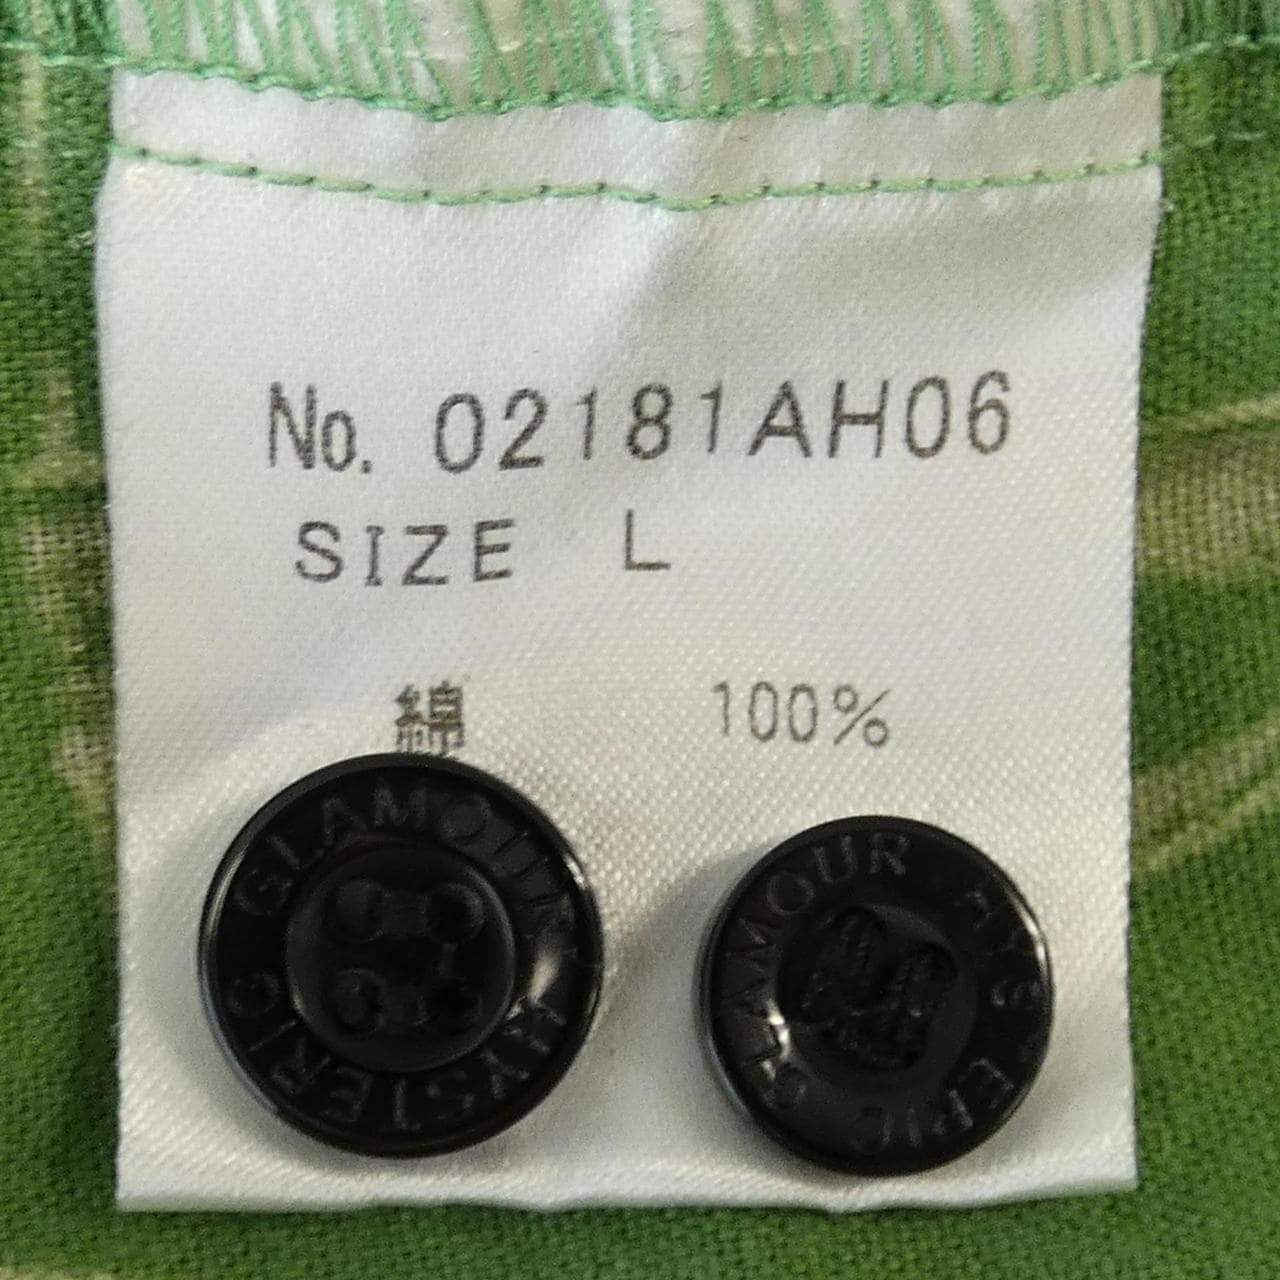 No. 02181AH06
SIZE L
綿 100%
GLAMOUR HYSTERIC
GLAMOUR HYSTERIC